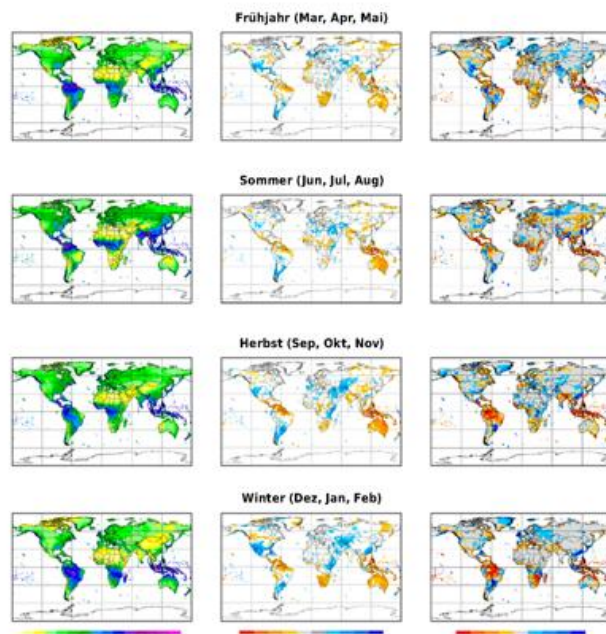 Frühjahr (Mar, Apr, Mai)
Sommer (Jun, Jul, Aug)
Herbst (Sep, Okt, Nov)
Winter (Dez, Jan, Feb)